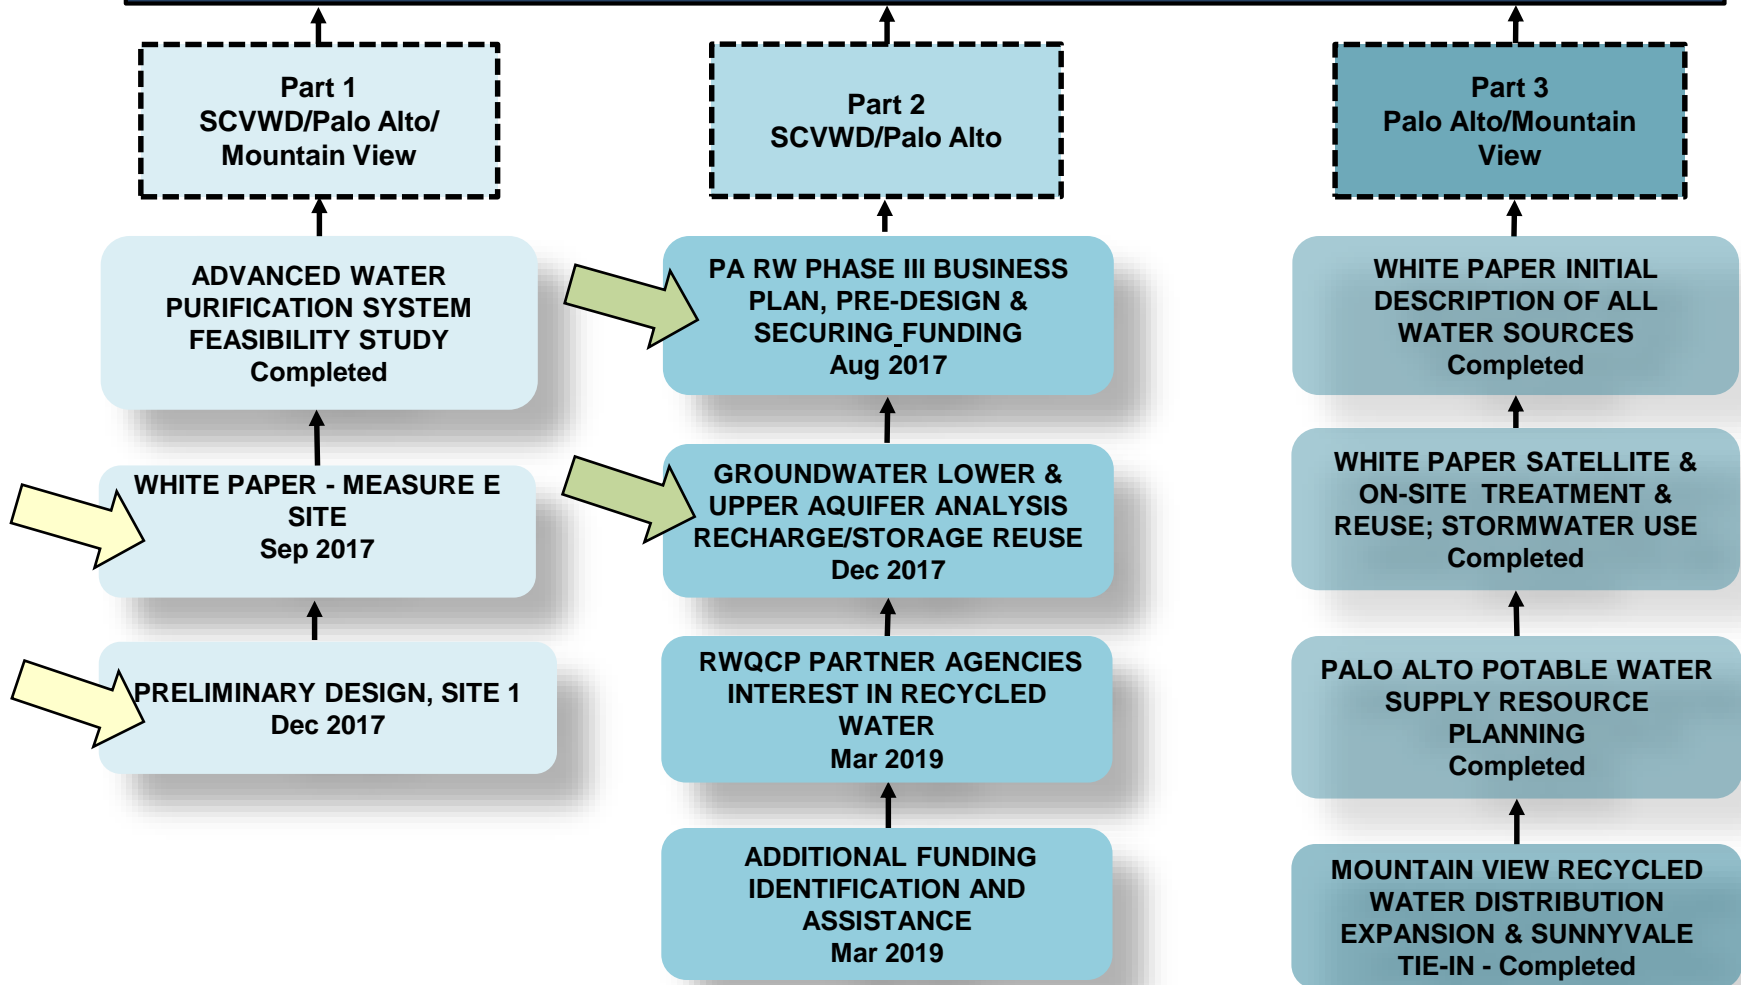 Part 1
SCVWD/Palo Alto/
Mountain View
ADVANCED WATER
PURIFICATION SYSTEM
FEASIBILITY STUDY
Completed
WHITE PAPER - MEASURE E
SITE
Sep 2017
PRELIMINARY DESIGN, SITE 1
Dec 2017
Part 2
SCVWD/Palo Alto
PA RW PHASE III BUSINESS
PLAN, PRE-DESIGN &
SECURING FUNDING
Aug 2017
GROUNDWATER LOWER &
UPPER AQUIFER ANALYSIS
RECHARGE/STORAGE REUSE
Dec 2017
RWQCP PARTNER AGENCIES
INTEREST IN RECYCLED
WATER
Mar 2019
ADDITIONAL FUNDING
IDENTIFICATION AND
ASSISTANCE
Mar 2019
Part 3
Palo Alto/Mountain
View
WHITE PAPER INITIAL
DESCRIPTION OF ALL
WATER SOURCES
Completed
WHITE PAPER SATELLITE &
ON-SITE TREATMENT &
REUSE; STORMWATER USE
Completed
PALO ALTO POTABLE WATER
SUPPLY RESOURCE
PLANNING
Completed
MOUNTAIN VIEW RECYCLED
WATER DISTRIBUTION
EXPANSION & SUNNYVALE
TIE-IN - Completed